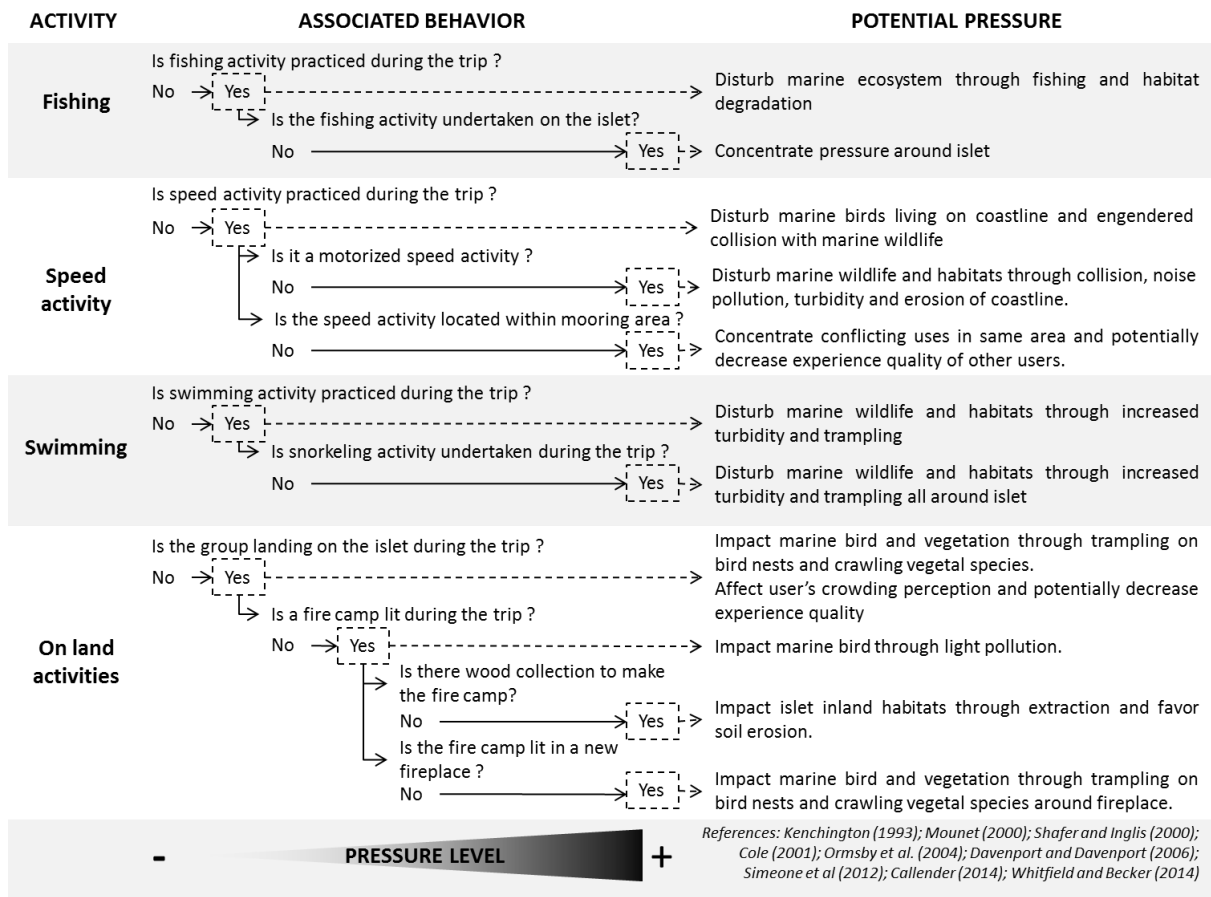 ACTIVITY ASSOCIATED BEHAVIOR POTENTIAL PRESSURE
Fishing
Is fishing activity practiced during the trip ?
No Yes
Disturb marine ecosystem through fishing and habitat
degradation
Is the fishing activity undertaken on the islet?
No Yes Concentrate pressure around islet
Speed
activity
Is speed activity practiced during the trip ?
No Yes
Disturb marine birds living on coastline and engendered
collision with marine wildlife
Is it a motorized speed activity ?
No Yes
Disturb marine wildlife and habitats through collision, noise
pollution, turbidity and erosion of coastline.
Is the speed activity located within mooring area ?
No Yes
Concentrate conflicting uses in same area and potentially
decrease experience quality of other users.
Swimming
Is swimming activity practiced during the trip ?
No Yes
Disturb marine wildlife and habitats through increased
turbidity and trampling
Is snorkeling activity undertaken during the trip ?
No Yes
Disturb marine wildlife and habitats through increased
turbidity and trampling all around islet
On land
activities
Is the group landing on the islet during the trip ?
No Yes
Impact marine bird and vegetation through trampling on
bird nests and crawling vegetal species.
Affect user's crowding perception and potentially decrease
experience quality
Is a fire camp lit during the trip ?
No Yes Impact marine bird through light pollution.
Is there wood collection to make
the fire camp?
No Yes
Impact islet inland habitats through extraction and favor
soil erosion.
Is the fire camp lit in a new
fireplace ?
No Yes
Impact marine bird and vegetation through trampling on
bird nests and crawling vegetal species around fireplace.
- PRESSURE LEVEL +
References: Kenchington (1993); Mounet (2000); Shafer and Inglis (2000);
Cole (2001); Ormsby et al. (2004); Davenport and Davenport (2006);
Simeone et al (2012); Callender (2014); Whitfield and Becker (2014)